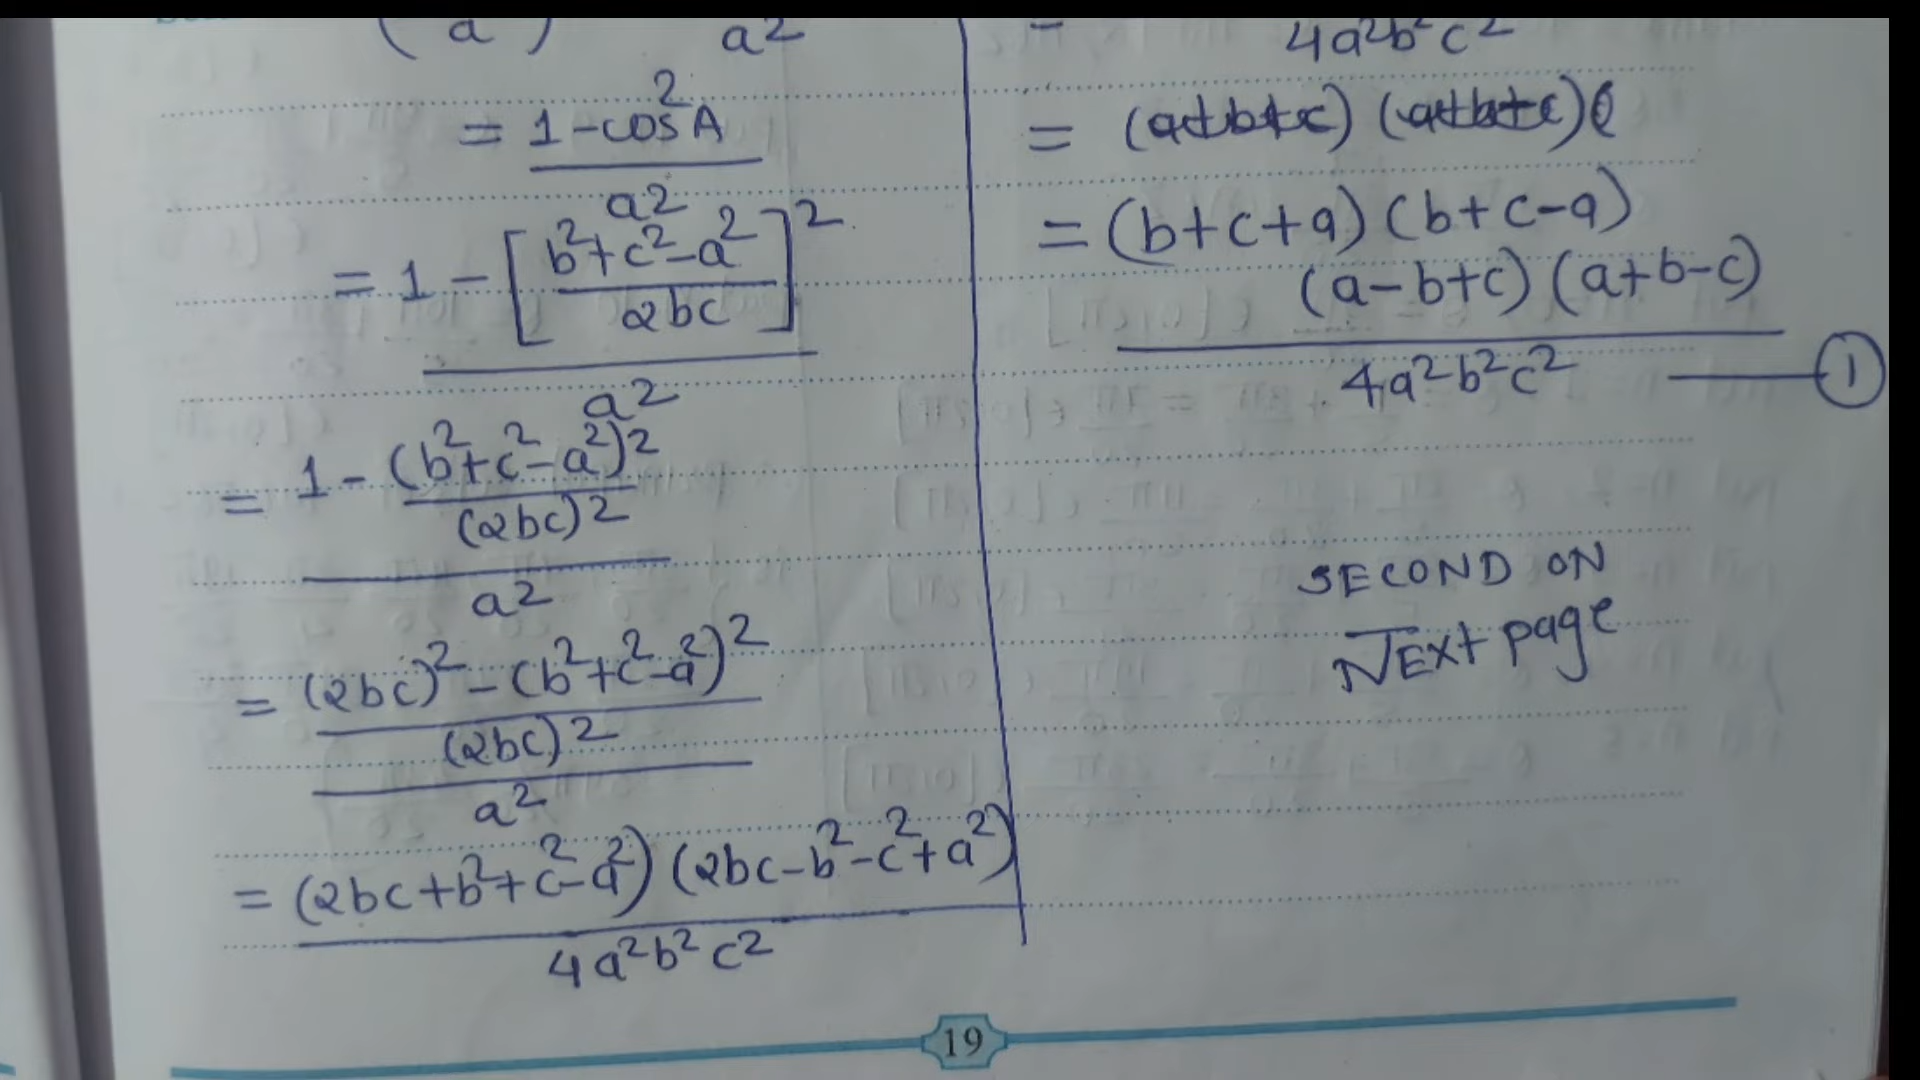 (a) a²
= 1-cos²A
a²
= 1 - [b²+c²-a²
2bc]²
a²
= 1 - (b²+c²-a²)²
(2bc)²
a²
= (2bc)² - (b²+c²-a²)²
(2bc)²
a²
= (2bc+b²+c²-a²) (2bc-b²-c²+a²)
4a²b²c²
=
4a²b²c²
= (a+b+c) (a+b+c)(
= (b+c+a) (b+c-a)
(a-b+c) (a+b-c)
4a²b²c² — 1
SECOND ON
NEXT page
19